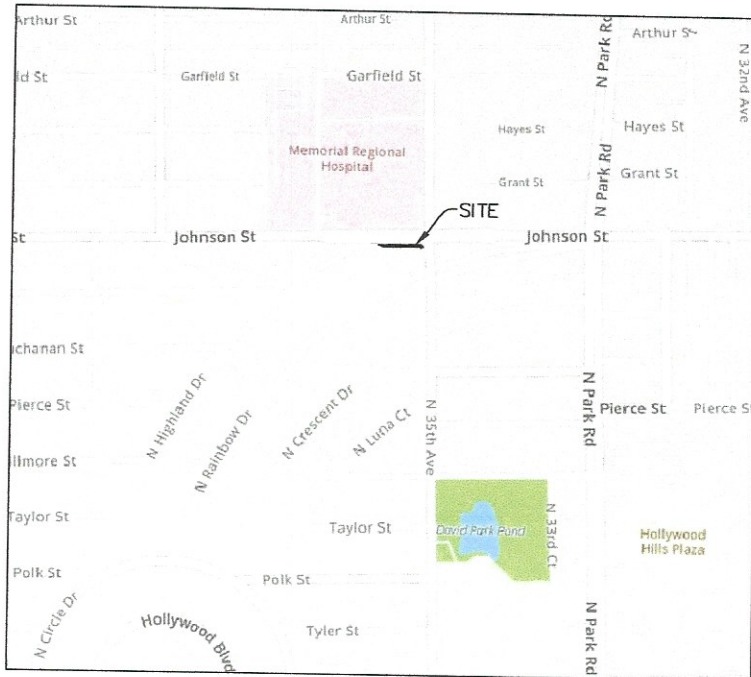 Arthur St
Arthur St
Arthur S
N Park Rd
N 32nd Ave
ld St
Garfield St
Garfield St
Hayes St
Hayes St
Memorial Regional
Hospital
N Park Rd
Grant St
Grant St
SITE
St
Johnson St
Johnson St
uchanan St
N Highland Dr
N Rainbow Dr
N Crescent Dr
N Luna Ct
N 35th Ave
N Park Rd
Pierce St
Pierce St
Pierce St
illmore St
Taylor St
Taylor St
David Park Pond
N 33rd Ct
Hollywood
Hills Plaza
Polk St
Polk St
N Circle Dr
Hollywood Blvd
Tyler St
N Park Rd